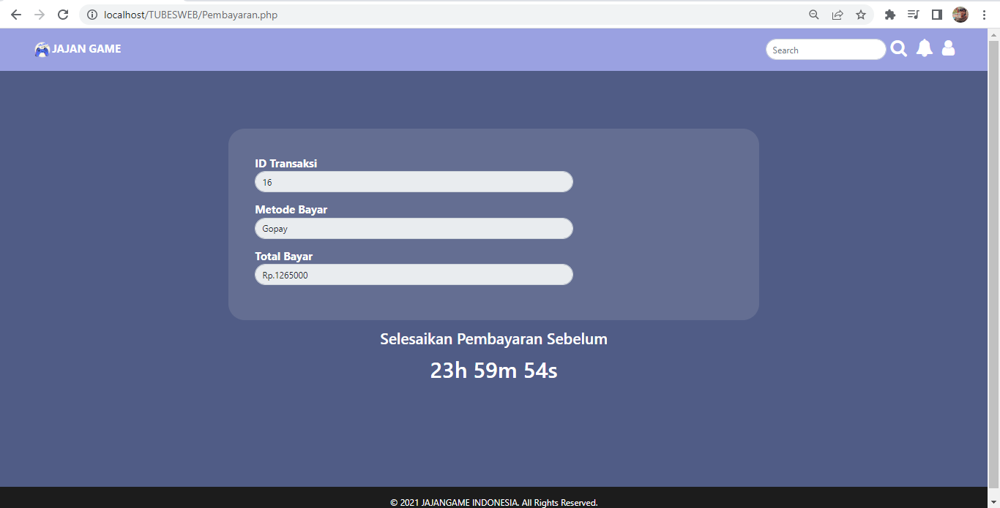 localhost/TUBESWEB/Pembayaran.php
JAJAN GAME
Search
ID Transaksi
16
Metode Bayar
Gopay
Total Bayar
Rp.1265000
Selesaikan Pembayaran Sebelum
23h 59m 54s
© 2021 JAJANGAME INDONESIA. All Rights Reserved.